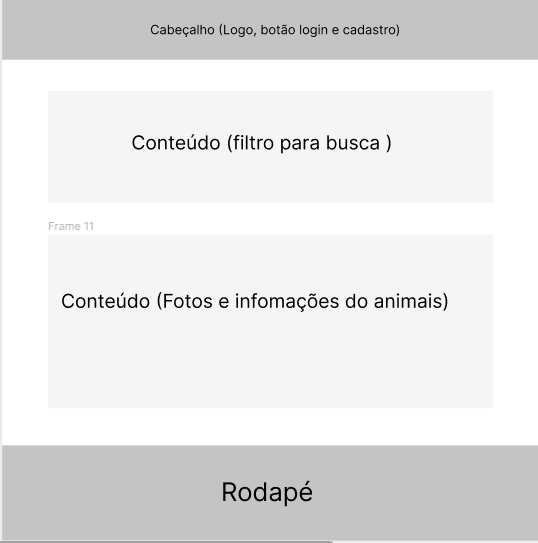 Cabeçalho (Logo, botão login e cadastro)
Conteúdo (filtro para busca )
Frame 11
Conteúdo (Fotos e infomações do animais)
Rodapé